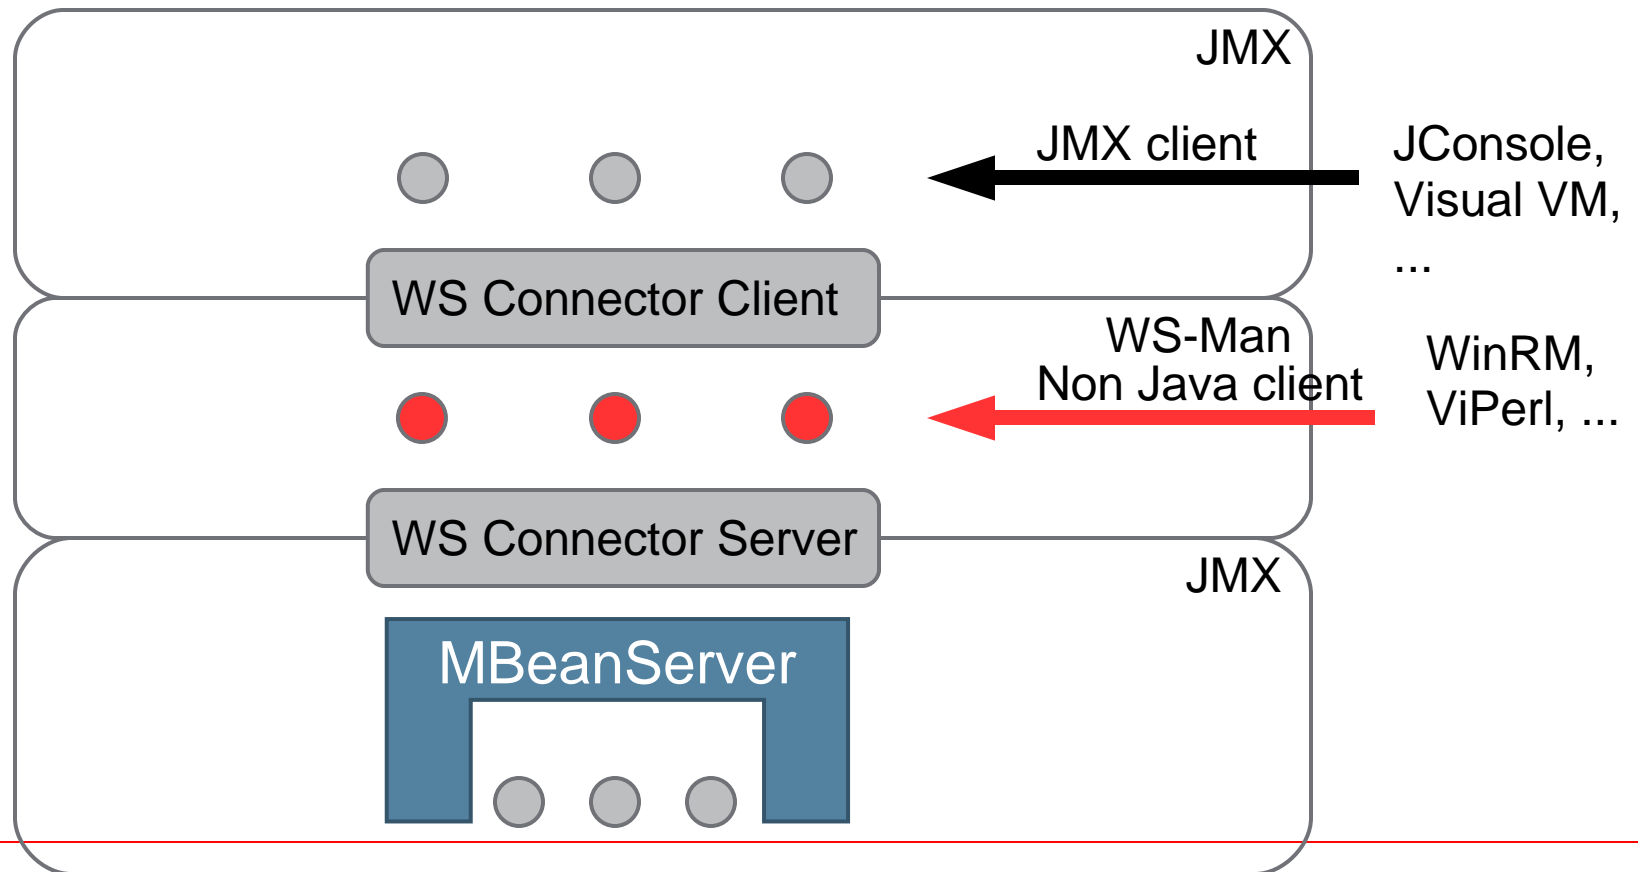 JMX
JMX client
JConsole,
Visual VM,
...
WS Connector Client
WS-Man
Non Java client
WinRM,
ViPerl, ...
WS Connector Server
JMX
MBeanServer